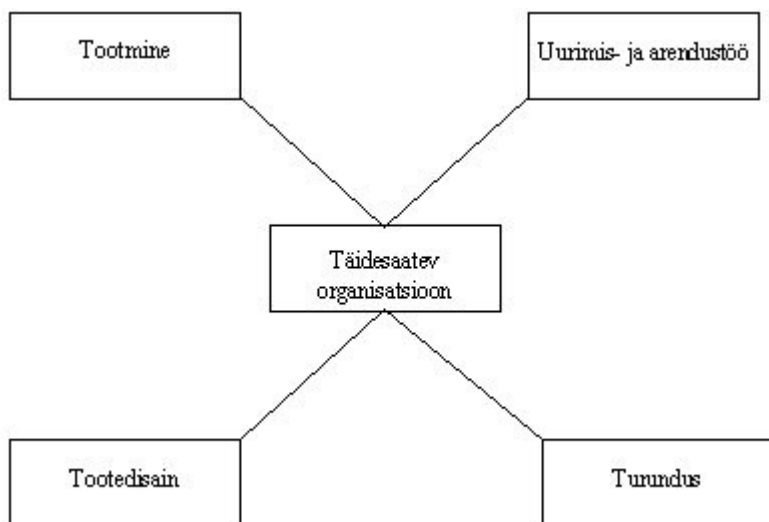 Tootmine
Uurimis- ja arendustöö
Täidesaatev
organisatsioon
Tootedisain
Turundus